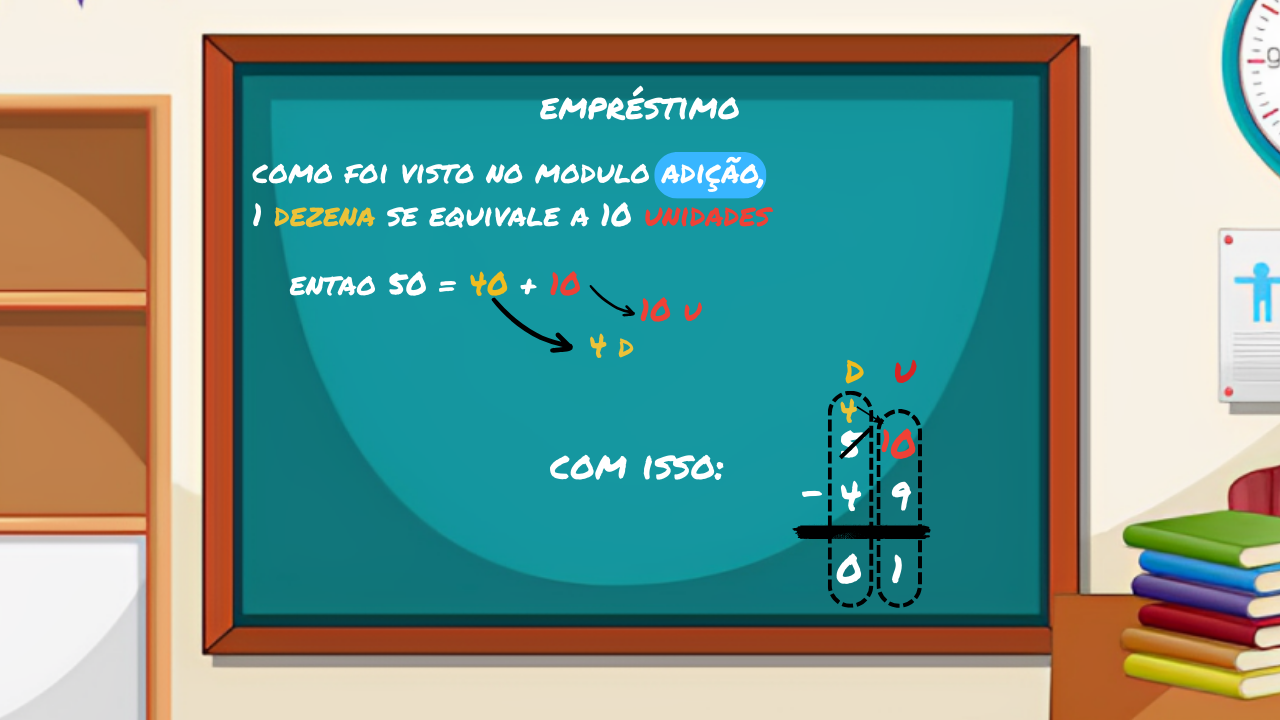 EMPRÉSTIMO
COMO FOI VISTO NO MODULO ADIÇÃO,
1 DEZENA SE EQUIVALE A 10 UNIDADES
ENTAO 50 = 40 + 10
10 U
4 D
D U
4
5 10
COM ISSO:
- 4 9
0 1